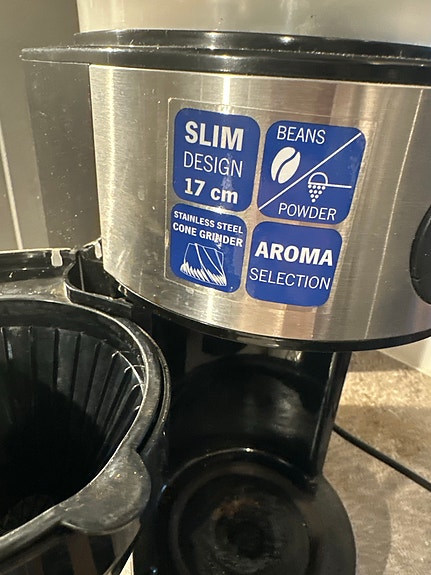 SLIM
DESIGN
17 cm
BEANS
POWDER
STAINLESS STEEL
CONE GRINDER
AROMA
SELECTION